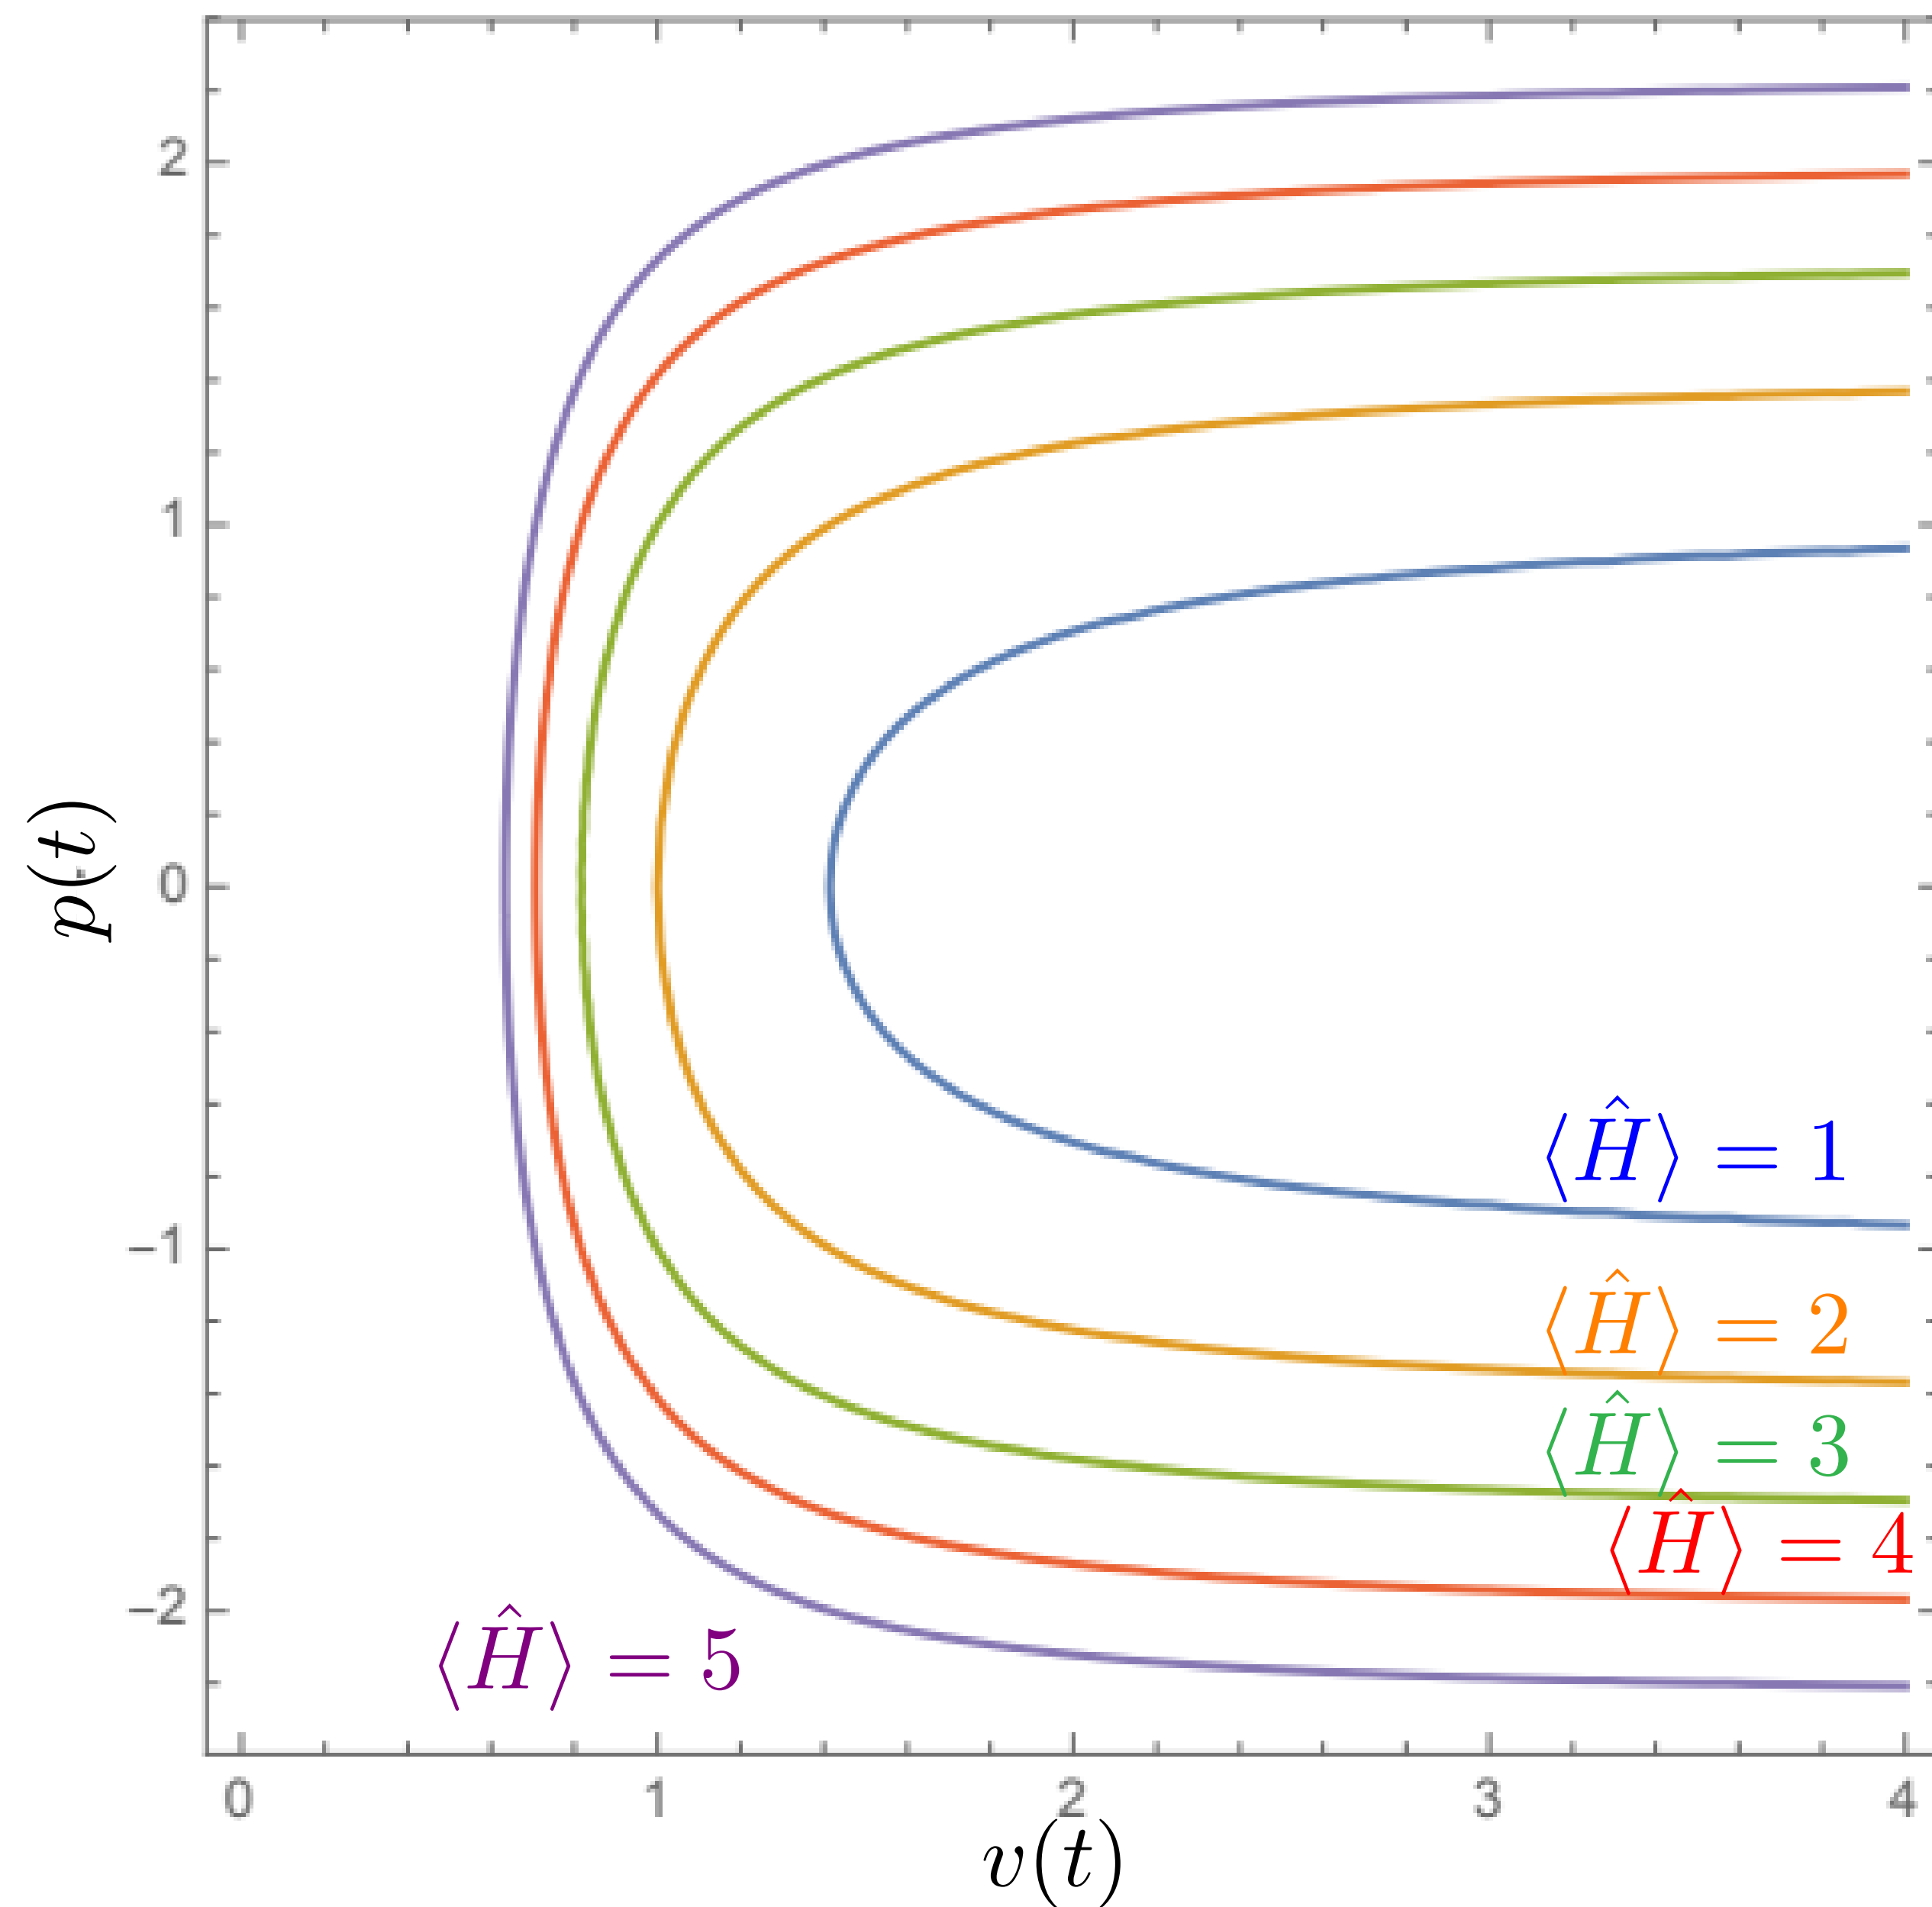 2
1
p(t)
0
⟨Ĥ⟩ = 1
−1
⟨Ĥ⟩ = 2
⟨Ĥ⟩ = 3
⟨Ĥ⟩ = 4
−2
⟨Ĥ⟩ = 5
0 1 2 3 4
v(t)